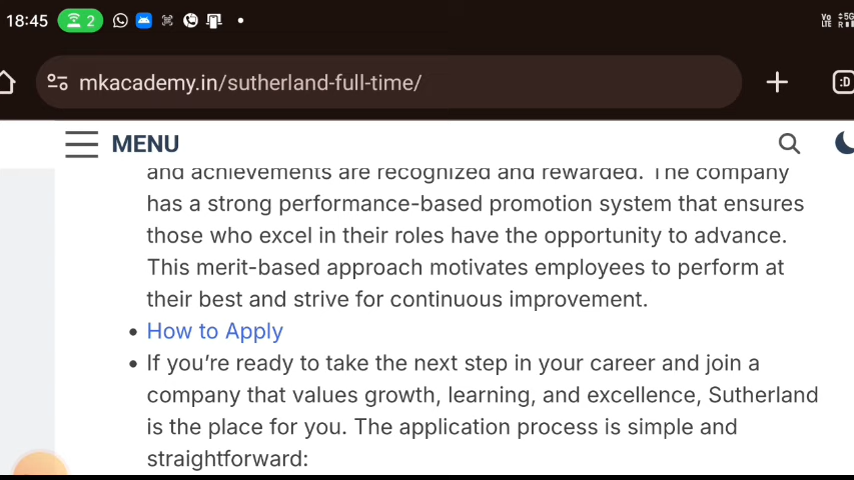 18:45 2
Vo LTE 5G R
mkacademy.in/sutherland-full-time/
:D
MENU
and achievements are recognized and rewarded. The company
has a strong performance-based promotion system that ensures
those who excel in their roles have the opportunity to advance.
This merit-based approach motivates employees to perform at
their best and strive for continuous improvement.
• How to Apply
• If you’re ready to take the next step in your career and join a
company that values growth, learning, and excellence, Sutherland
is the place for you. The application process is simple and
straightforward: